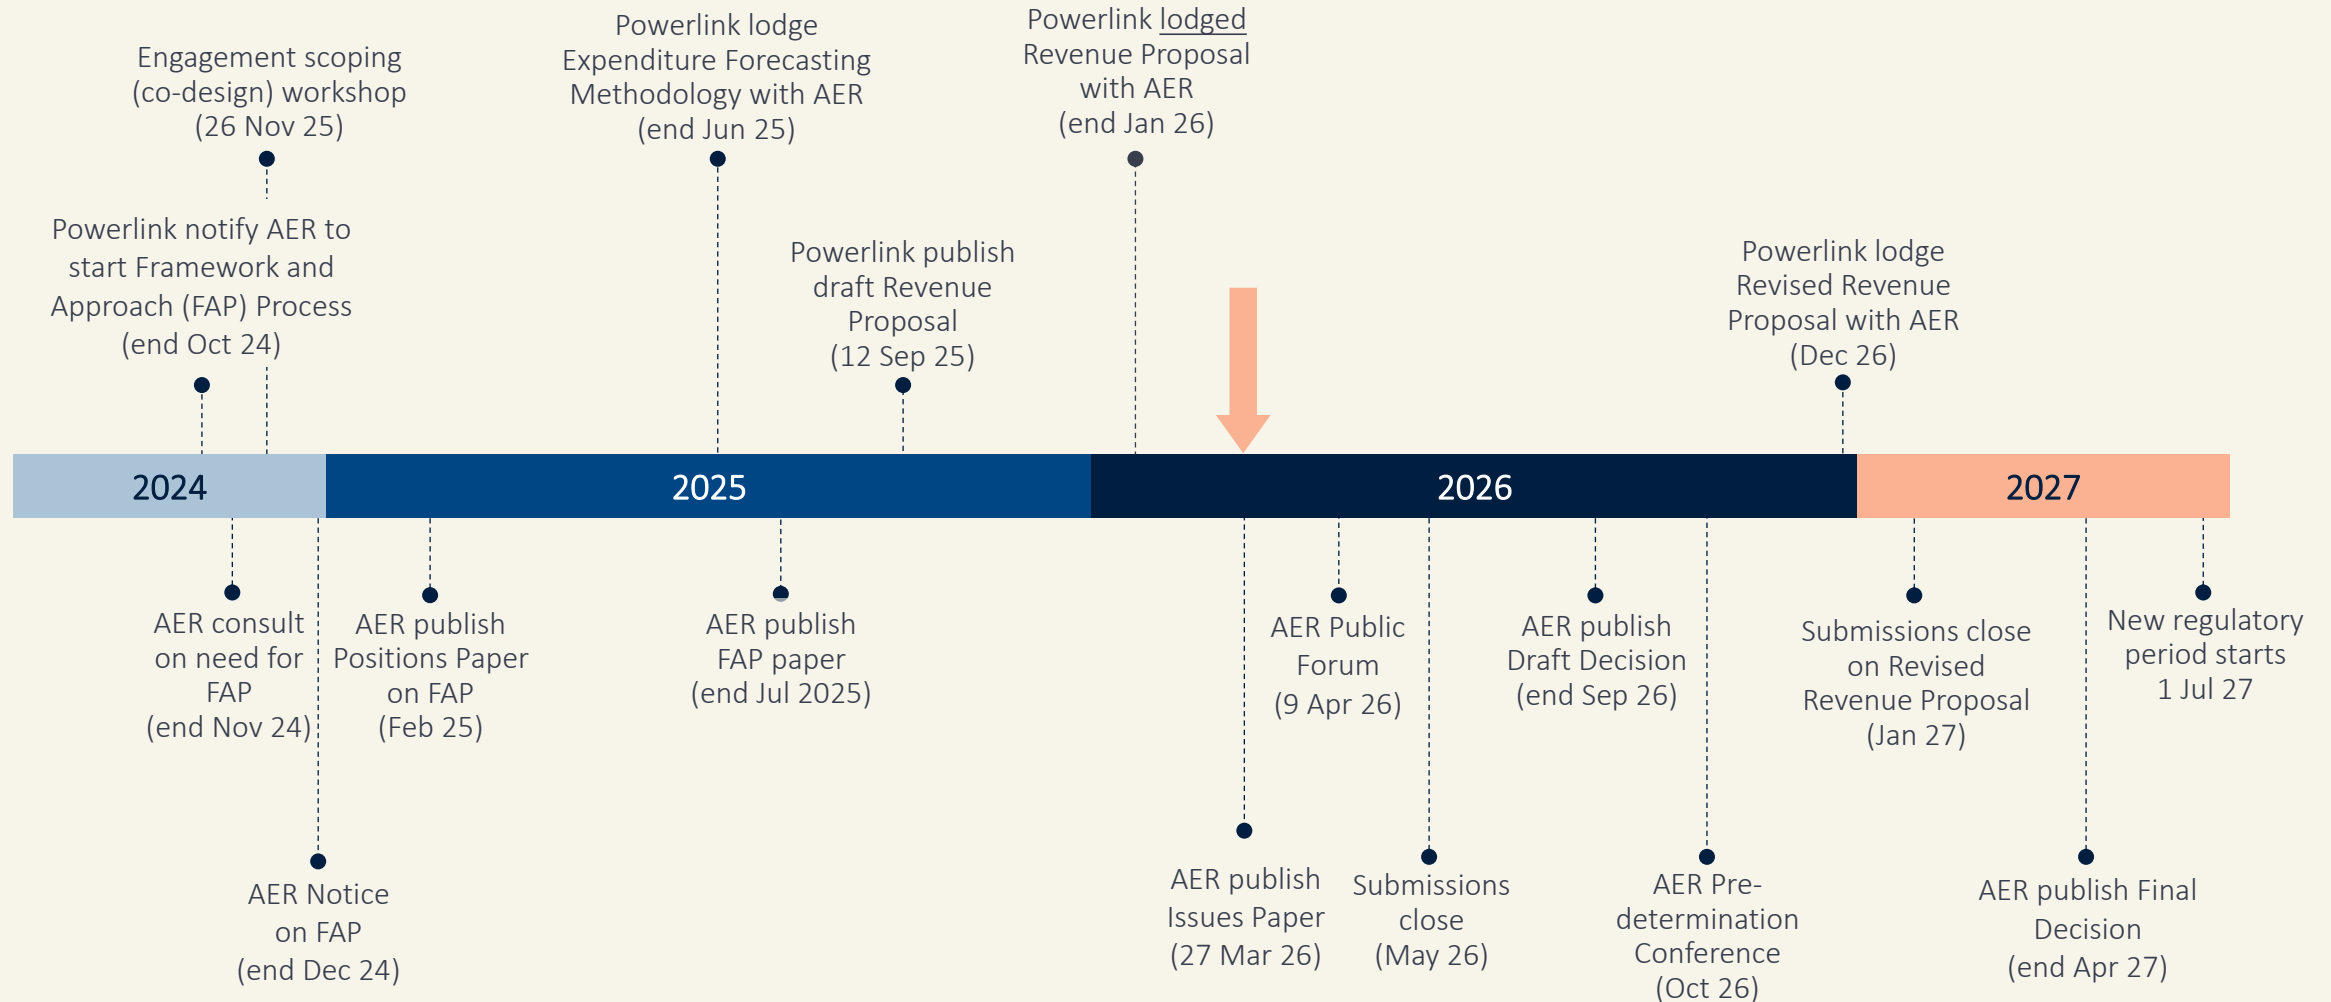 Engagement scoping
(co-design) workshop
(26 Nov 25)
Powerlink notify AER to
start Framework and
Approach (FAP) Process
(end Oct 24)
Powerlink lodge
Expenditure Forecasting
Methodology with AER
(end Jun 25)
Powerlink publish
draft Revenue
Proposal
(12 Sep 25)
Powerlink lodged
Revenue Proposal
with AER
(end Jan 26)
Powerlink lodge
Revised Revenue
Proposal with AER
(Dec 26)
2024
2025
2026
2027
AER consult
on need for
FAP
(end Nov 24)
AER Notice
on FAP
(end Dec 24)
AER publish
Positions Paper
on FAP
(Feb 25)
AER publish
FAP paper
(end Jul 2025)
AER publish
Issues Paper
(27 Mar 26)
AER Public
Forum
(9 Apr 26)
Submissions
close
(May 26)
AER publish
Draft Decision
(end Sep 26)
AER Pre-
determination
Conference
(Oct 26)
Submissions close
on Revised
Revenue Proposal
(Jan 27)
AER publish Final
Decision
(end Apr 27)
New regulatory
period starts
1 Jul 27